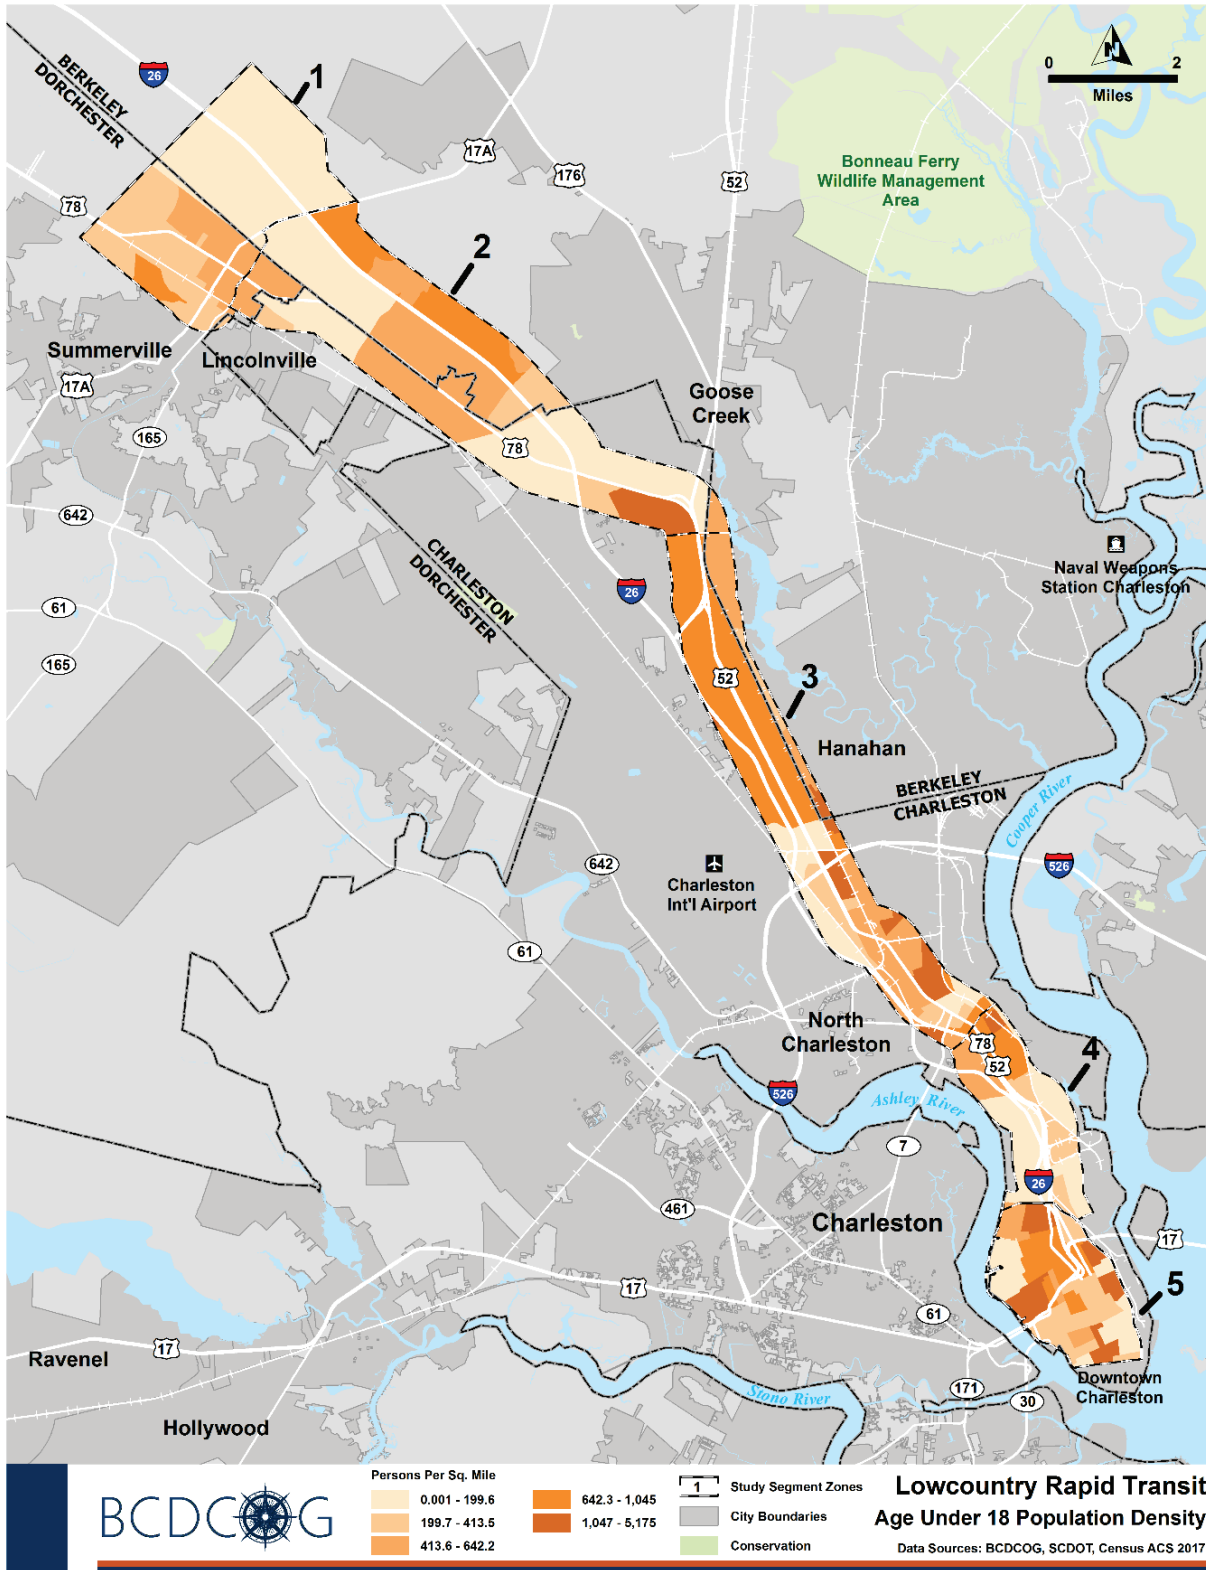 N
0 2
Miles
1
BERKELEY
DORCHESTER
26
17A
176
52
Bonneau Ferry
Wildlife Management
Area
78
2
Summerville
Lincolnville
17A
165
Goose
Creek
78
642
CHARLESTON
DORCHESTER
26
Naval Weapons
Station Charleston
61
165
52
3
Hanahan
BERKELEY
CHARLESTON
Cooper River
642
Charleston
Int'l Airport
526
61
North
Charleston
78
52
4
526
Ashley River
7
26
461
Charleston
17
17
5
61
Ravenel
17
Downtown
Charleston
171
30
Stono River
Hollywood
BCDCOG
Persons Per Sq. Mile
0.001 - 199.6
199.7 - 413.5
413.6 - 642.2
642.3 - 1,045
1,047 - 5,175
1 Study Segment Zones
City Boundaries
Conservation
Lowcountry Rapid Transit
Age Under 18 Population Density
Data Sources: BCDCOG, SCDOT, Census ACS 2017